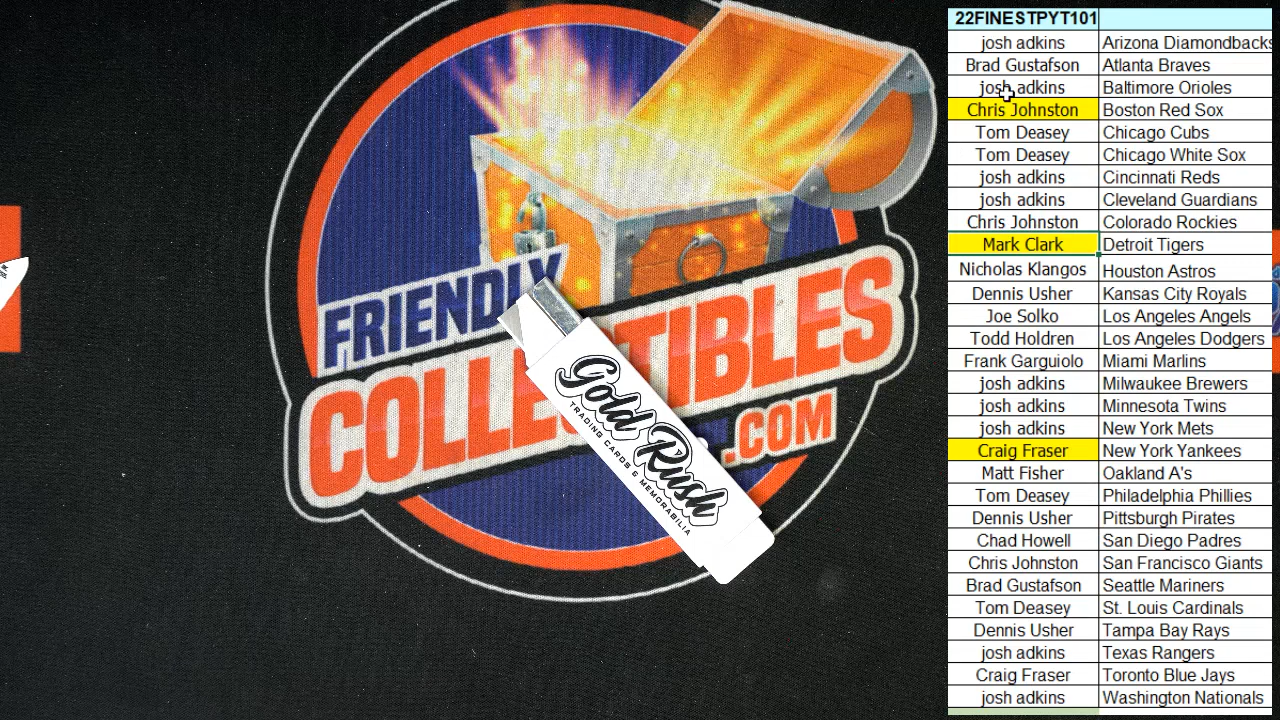 FRIENDLY
COLLECTIBLES
.COM
Gold Rush
TRADING CARDS & MEMORABILIA
22FINESTPYT101
josh adkins Arizona Diamondbacks
Brad Gustafson Atlanta Braves
josh adkins Baltimore Orioles
Chris Johnston Boston Red Sox
Tom Deasey Chicago Cubs
Tom Deasey Chicago White Sox
josh adkins Cincinnati Reds
josh adkins Cleveland Guardians
Chris Johnston Colorado Rockies
Mark Clark Detroit Tigers
Nicholas Klangos Houston Astros
Dennis Usher Kansas City Royals
Joe Solko Los Angeles Angels
Todd Holdren Los Angeles Dodgers
Frank Garguiolo Miami Marlins
josh adkins Milwaukee Brewers
josh adkins Minnesota Twins
josh adkins New York Mets
Craig Fraser New York Yankees
Matt Fisher Oakland A's
Tom Deasey Philadelphia Phillies
Dennis Usher Pittsburgh Pirates
Chad Howell San Diego Padres
Chris Johnston San Francisco Giants
Brad Gustafson Seattle Mariners
Tom Deasey St. Louis Cardinals
Dennis Usher Tampa Bay Rays
josh adkins Texas Rangers
Craig Fraser Toronto Blue Jays
josh adkins Washington Nationals